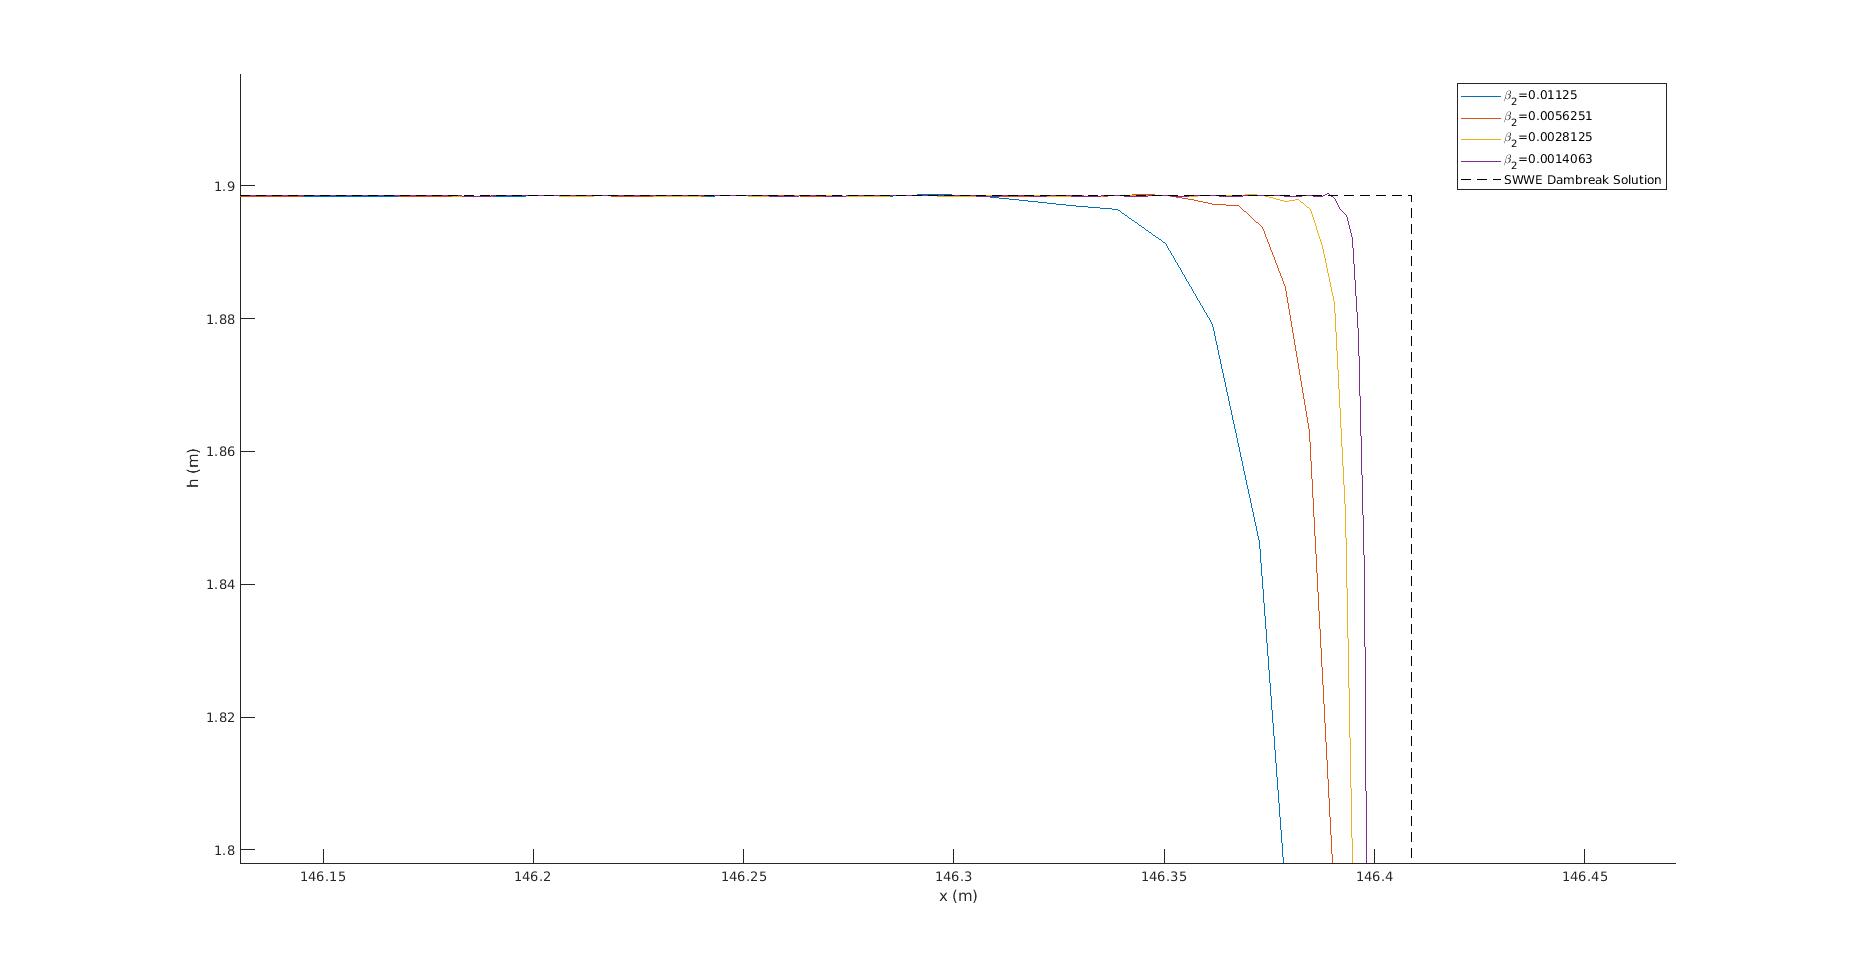 β₂=0.01125
β₂=0.0056251
β₂=0.0028125
β₂=0.0014063
SWWE Dambreak Solution
1.9
1.88
1.86
1.84
1.82
1.8
h (m)
146.15 146.2 146.25 146.3 146.35 146.4 146.45
x (m)